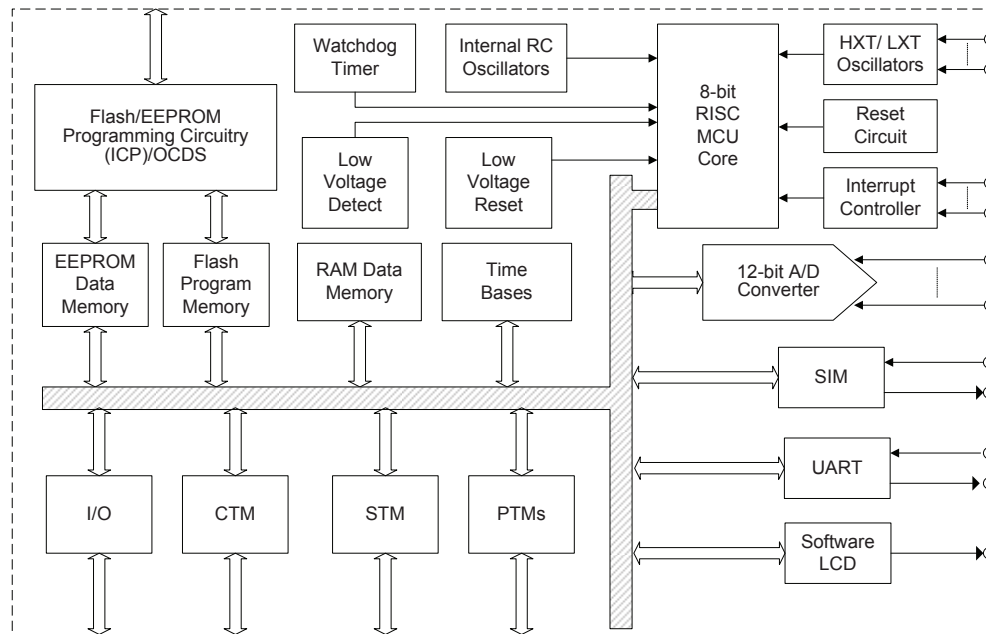 Watchdog
Timer
Internal RC
Oscillators
8-bit
RISC
MCU
Core
HXT/ LXT
Oscillators
Flash/EEPROM
Programming Circuitry
(ICP)/OCDS
Reset
Circuit
Low
Voltage
Detect
Low
Voltage
Reset
Interrupt
Controller
EEPROM
Data
Memory
Flash
Program
Memory
RAM Data
Memory
Time
Bases
12-bit A/D
Converter
SIM
UART
I/O
CTM
STM
PTMs
Software
LCD